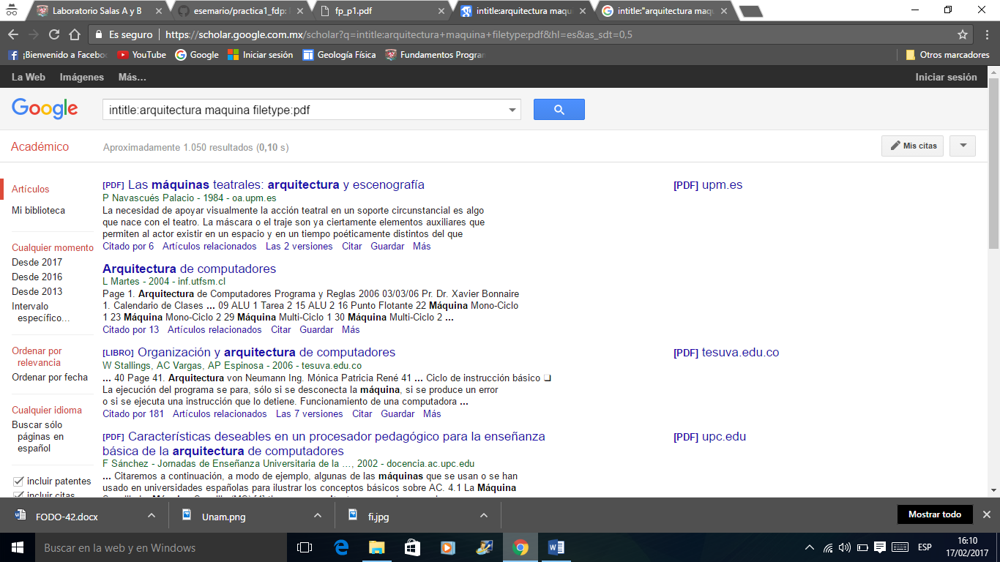 Laboratorio Salas A y B
esemario/practica1_fdp:
fp_p1.pdf
intitle:arquitectura maqu
intitle:"arquitectura maq
Es seguro
https://scholar.google.com.mx/scholar?q=intitle:arquitectura+maquina+filetype:pdf&hl=es&as_sdt=0,5
¡Bienvenido a Facebo
YouTube
Google
Iniciar sesión
Geología Física
Fundamentos Program
Otros marcadores
La Web Imágenes Más… Iniciar sesión
Google
intitle:arquitectura maquina filetype:pdf
Académico
Aproximadamente 1.050 resultados (0,10 s)
Mis citas
Artículos
Mi biblioteca
Cualquier momento
Desde 2017
Desde 2016
Desde 2013
Intervalo
específico...
Ordenar por
relevancia
Ordenar por fecha
Cualquier idioma
Buscar sólo
páginas en
español
incluir patentes
incluir citas
[PDF] Las máquinas teatrales: arquitectura y escenografía
P Navascués Palacio - 1984 - oa.upm.es
La necesidad de apoyar visualmente la acción teatral en un soporte circunstancial es algo
que nace con el teatro. La máscara o el traje son ya ciertamente elementos auxiliares que
permiten al actor existir en un espacio y en un tiempo poéticamente distintos del que
Citado por 6 Artículos relacionados Las 2 versiones Citar Guardar Más
[PDF] upm.es
Arquitectura de computadores
L Martes - 2004 - inf.utfsm.cl
Page 1. Arquitectura de Computadores Programa y Reglas 2006 03/03/06 Pr. Dr. Xavier Bonnaire
1. Calendario de Clases ... 09 ALU 1 Tarea 2 15 ALU 2 16 Punto Flotante 22 Máquina Mono-Ciclo
1 23 Máquina Mono-Ciclo 2 29 Máquina Multi-Ciclo 1 30 Máquina Multi-Ciclo 2 ...
Citado por 13 Artículos relacionados Citar Guardar Más
[LIBRO] Organización y arquitectura de computadores
W Stallings, AC Vargas, AP Espinosa - 2006 - tesuva.edu.co
... 40 Page 41. Arquitectura von Neumann Ing. Mónica Patricia René 41 ... Ciclo de instrucción básico ❑
La ejecución del programa se para, sólo si se desconecta la máquina, si se produce un error
o si se ejecuta una instrucción que lo detiene. Funcionamiento de una computadora ...
Citado por 181 Artículos relacionados Las 7 versiones Citar Guardar Más
[PDF] tesuva.edu.co
[PDF] Características deseables en un procesador pedagógico para la enseñanza
básica de la arquitectura de computadores
F Sánchez - Jornadas de Enseñanza Universitaria de la …, 2002 - docencia.ac.upc.edu
... Citaremos a continuación, a modo de ejemplo, algunas de las máquinas que se usan o se han
usado en universidades españolas para ilustrar los conceptos básicos sobre AC. 4.1 La Máquina
[PDF] upc.edu
FODO-42.docx
Unam.png
fi.jpg
Mostrar todo
Buscar en la web y en Windows
ESP
16:10
17/02/2017